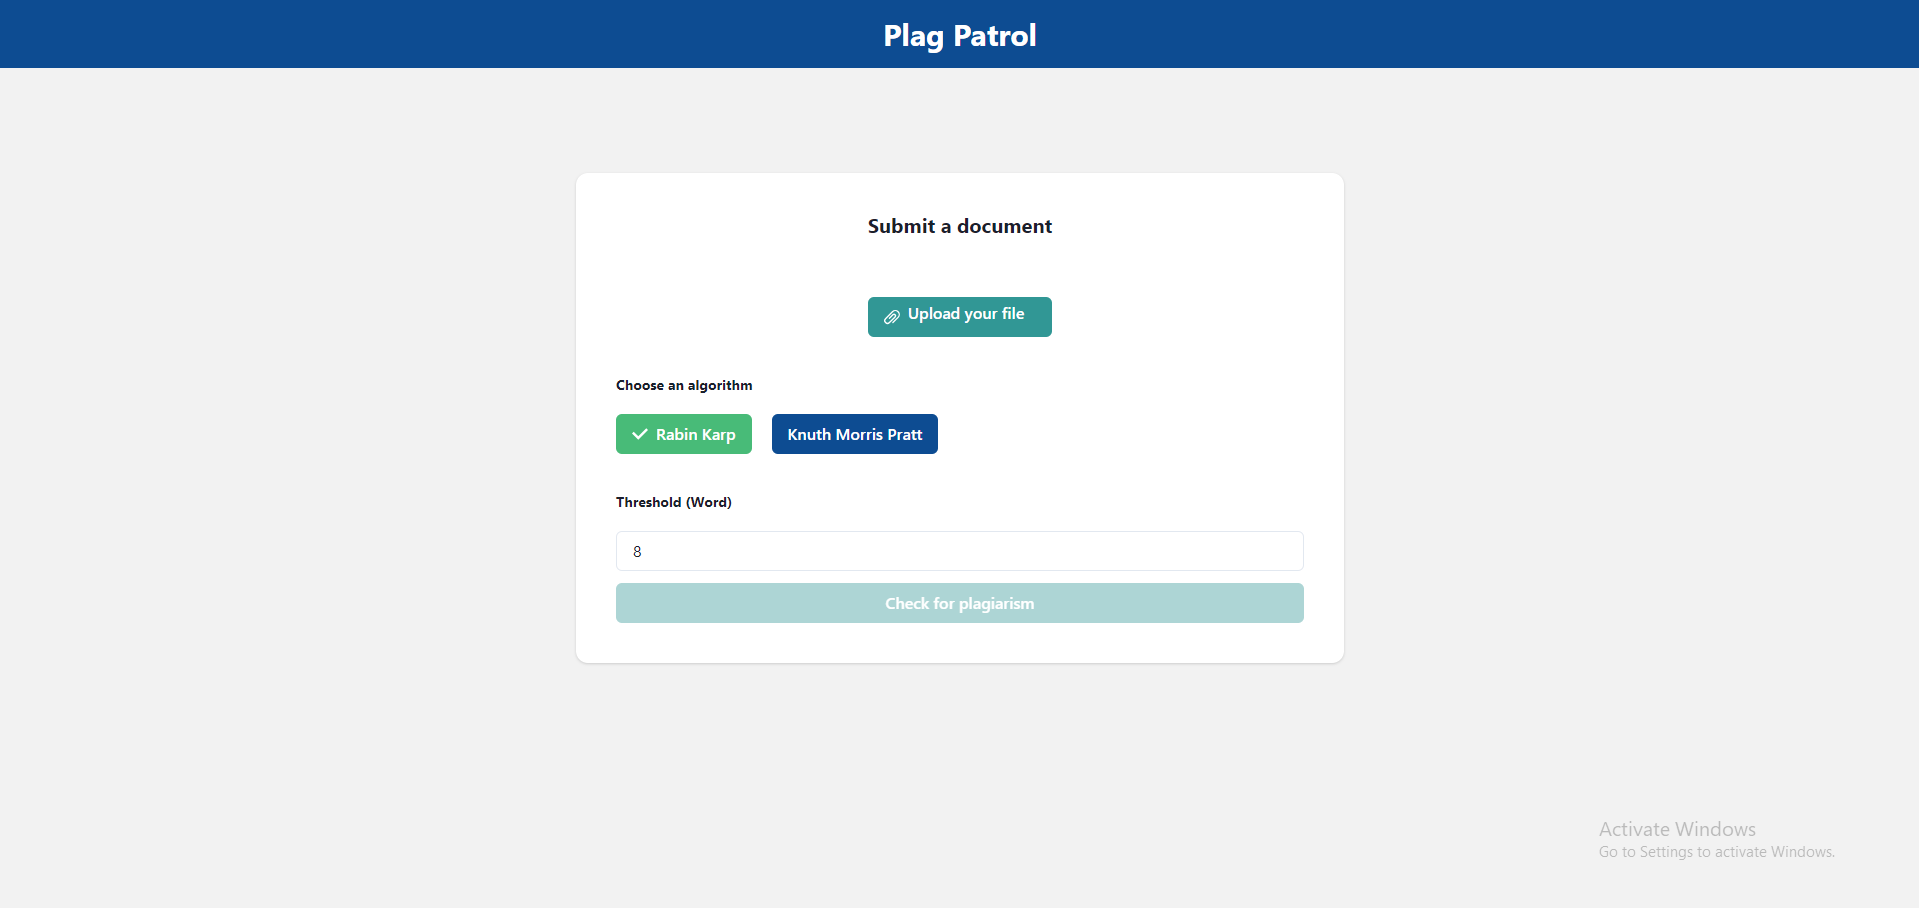 Plag Patrol
Submit a document
Upload your file
Choose an algorithm
Rabin Karp
Knuth Morris Pratt
Threshold (Word)
8
Check for plagiarism
Activate Windows
Go to Settings to activate Windows.